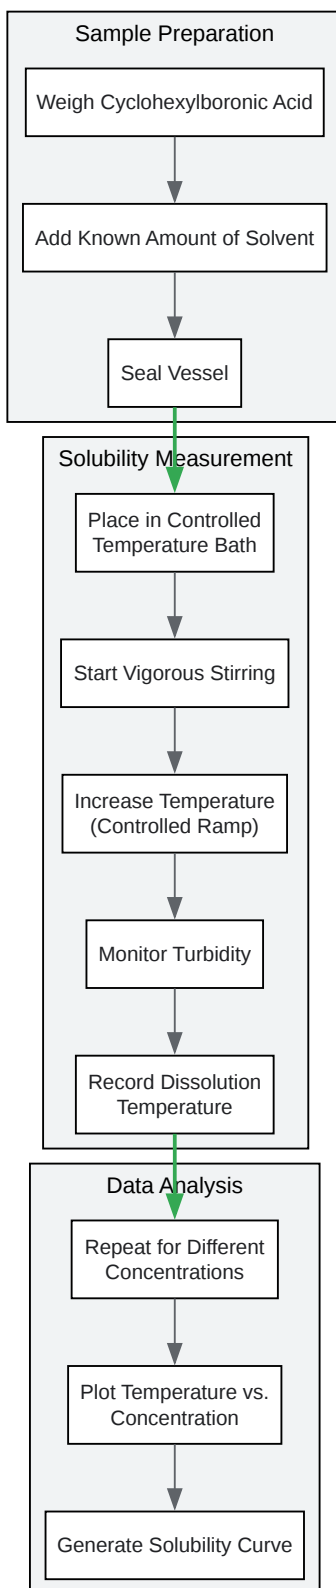 Sample Preparation
Weigh Cyclohexylboronic Acid
Add Known Amount of Solvent
Seal Vessel
Solubility Measurement
Place in Controlled
Temperature Bath
Start Vigorous Stirring
Increase Temperature
(Controlled Ramp)
Monitor Turbidity
Record Dissolution
Temperature
Data Analysis
Repeat for Different
Concentrations
Plot Temperature vs.
Concentration
Generate Solubility Curve